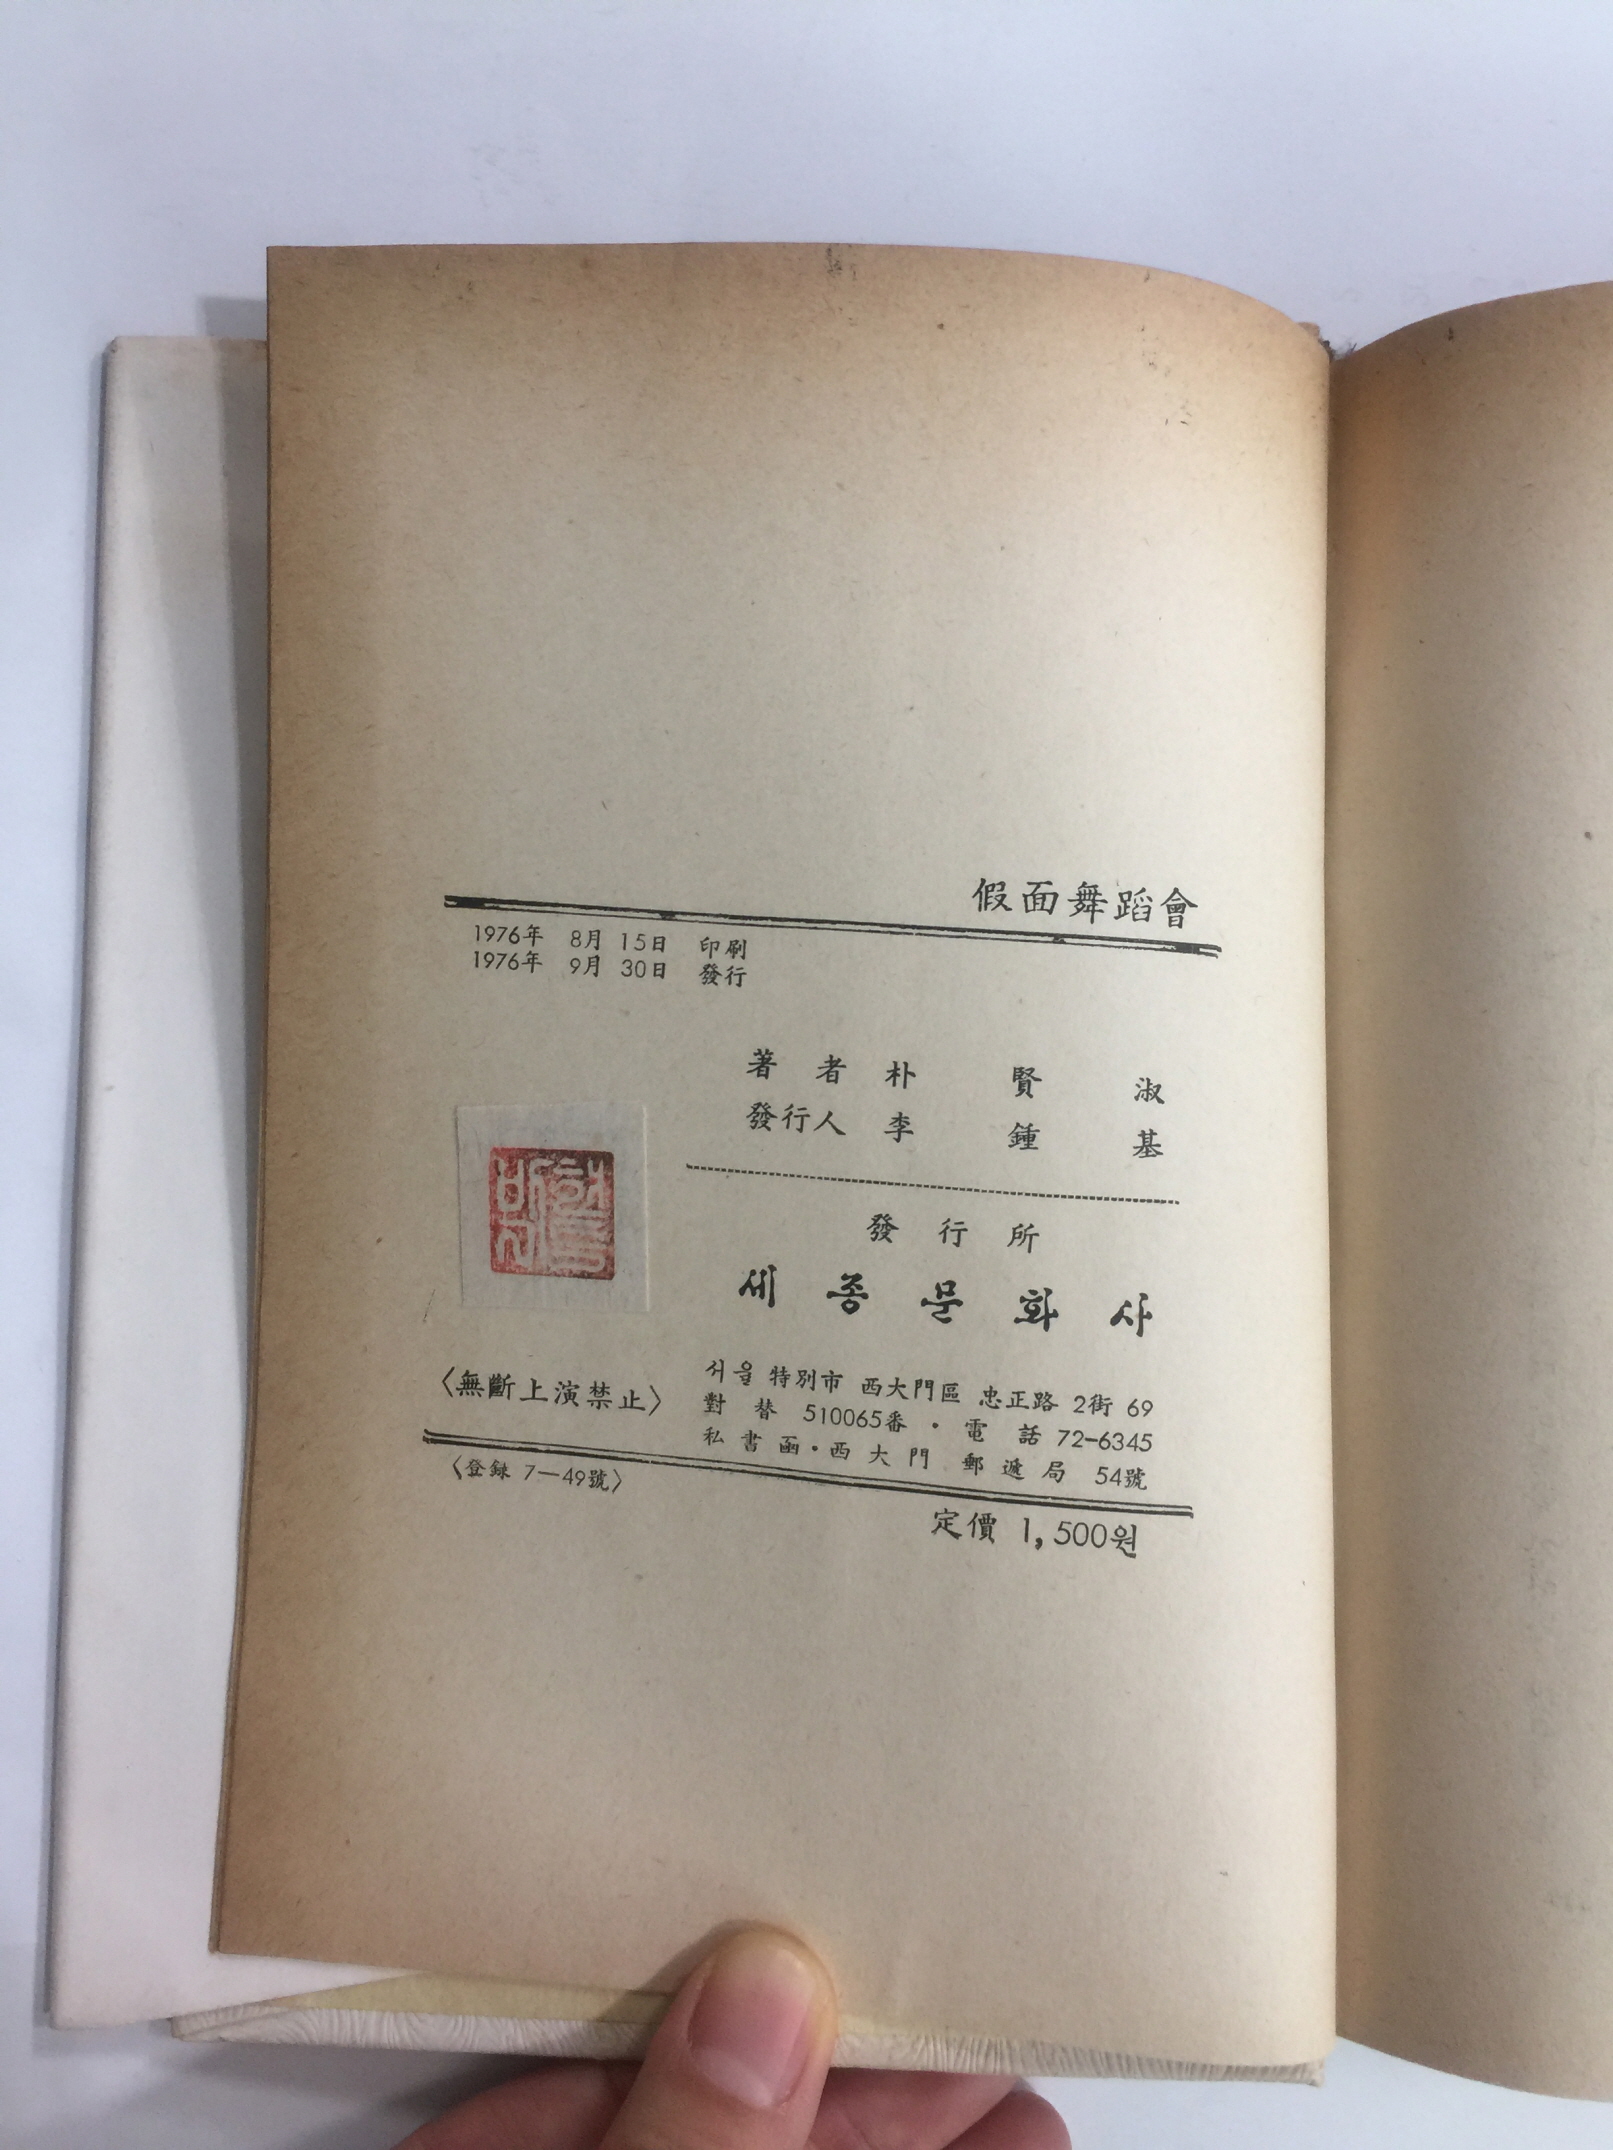 假面舞蹈會
1976年 8月 15日 印刷
1976年 9月 30日 發行
著者 朴賢淑
發行人 李鍾基
發行所
세종문화사
서울 特別市 西大門區 忠正路 2街 69
對替 510065番 · 電話 72-6345
私書函·西大門 郵遞局 54號
〈無斷上演禁止〉
〈登録 7—49號〉
定價 1,500원